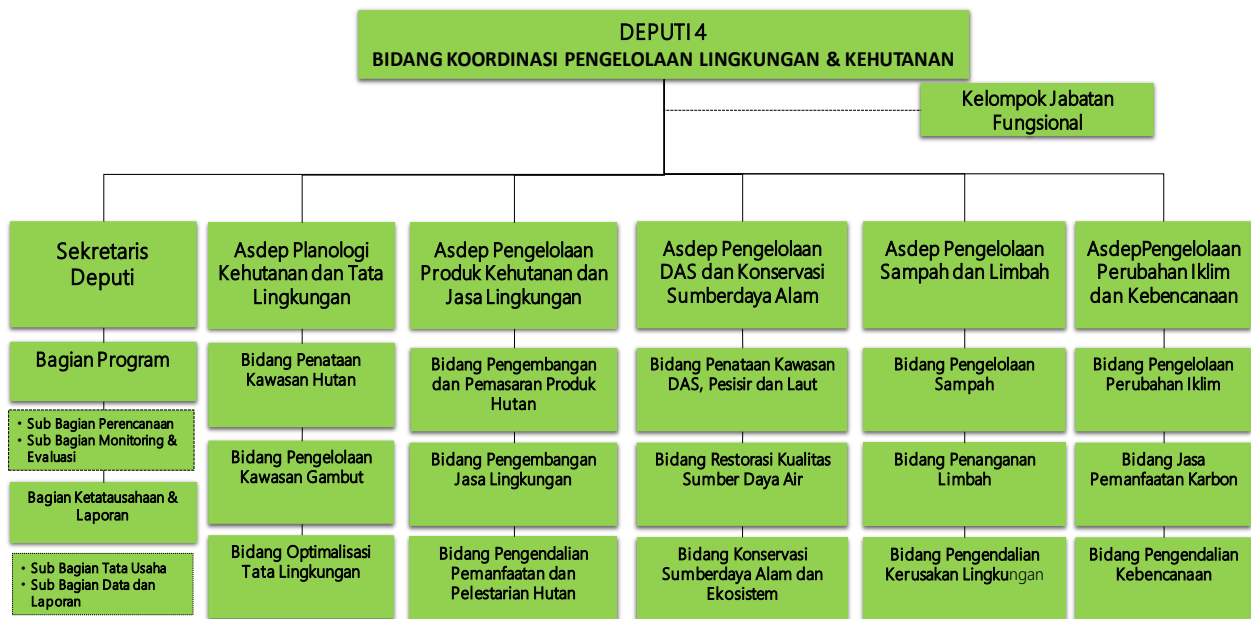 DEPUTI 4
BIDANG KOORDINASI PENGELOLAAN LINGKUNGAN & KEHUTANAN
Kelompok Jabatan
Fungsional
Sekretaris
Deputi
Bagian Program
• Sub Bagian Perencanaan
• Sub Bagian Monitoring &
Evaluasi
Bagian Ketatausahaan &
Laporan
• Sub Bagian Tata Usaha
• Sub Bagian Data dan
Laporan
Asdep Planologi
Kehutanan dan Tata
Lingkungan
Bidang Penataan
Kawasan Hutan
Bidang Pengelolaan
Kawasan Gambut
Bidang Optimalisasi
Tata Lingkungan
Asdep Pengelolaan
Produk Kehutanan dan
Jasa Lingkungan
Bidang Pengembangan
dan Pemasaran Produk
Hutan
Bidang Pengembangan
Jasa Lingkungan
Bidang Pengendalian
Pemanfaatan dan
Pelestarian Hutan
Asdep Pengelolaan
DAS dan Konservasi
Sumberdaya Alam
Bidang Penataan Kawasan
DAS, Pesisir dan Laut
Bidang Restorasi Kualitas
Sumber Daya Air
Bidang Konservasi
Sumberdaya Alam dan
Ekosistem
Asdep Pengelolaan
Sampah dan Limbah
Bidang Pengelolaan
Sampah
Bidang Penanganan
Limbah
Bidang Pengendalian
Kerusakan Lingkungan
AsdepPengelolaan
Perubahan Iklim
dan Kebencanaan
Bidang Pengelolaan
Perubahan Iklim
Bidang Jasa
Pemanfaatan Karbon
Bidang Pengendalian
Kebencanaan